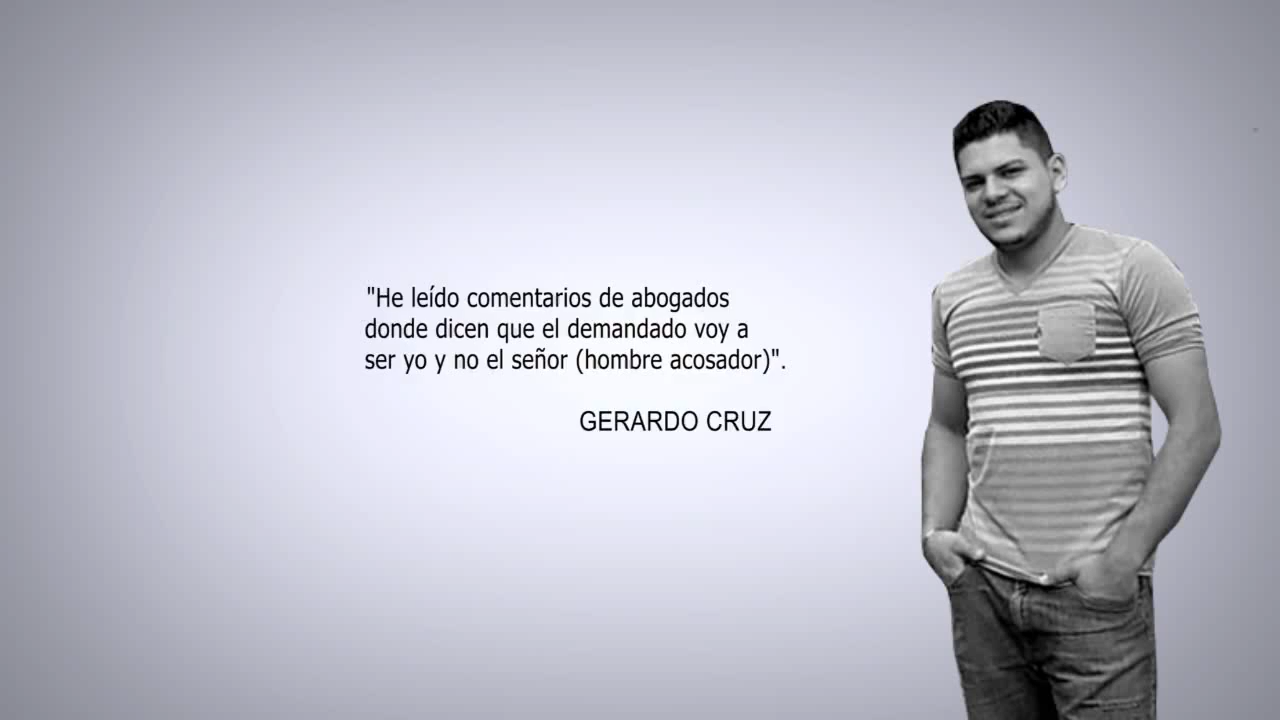 "He leído comentarios de abogados
donde dicen que el demandado voy a
ser yo y no el señor (hombre acosador)".
GERARDO CRUZ